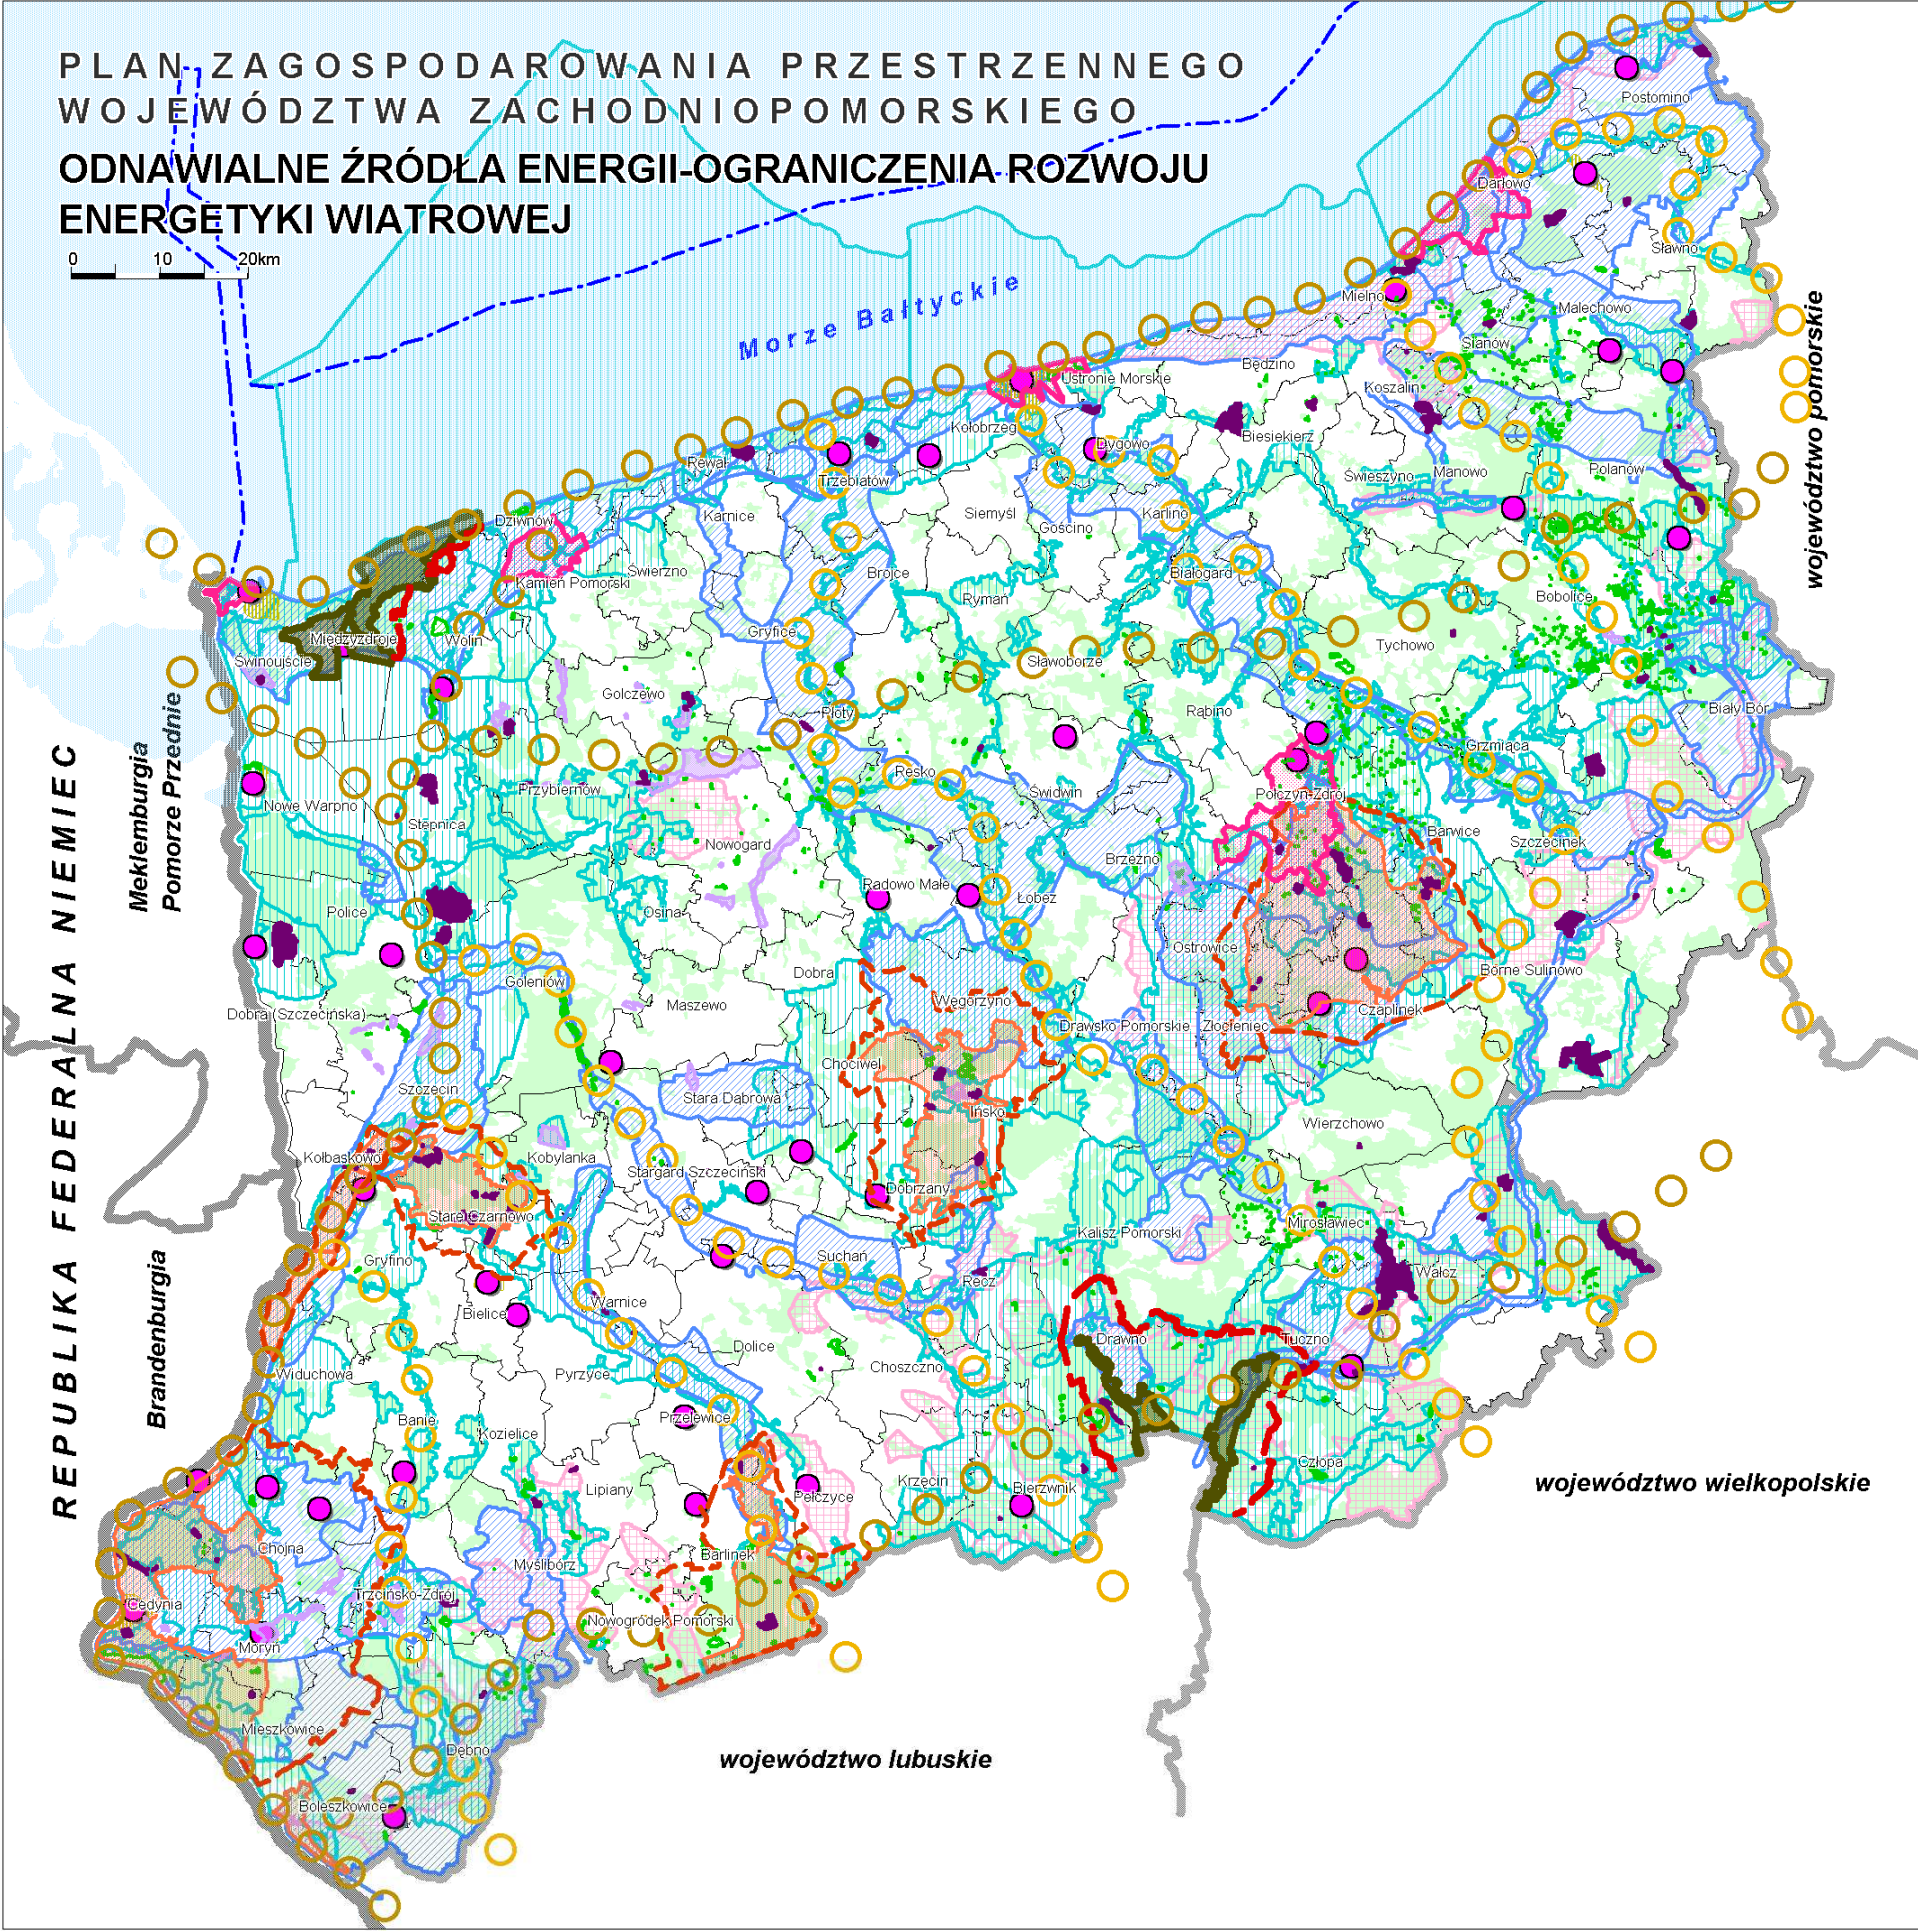 PLAN ZAGOSPODAROWANIA PRZESTRZENNEGO
WOJEWÓDZTWA ZACHODNIOPOMORSKIEGO
ODNAWIALNE ŹRÓDŁA ENERGII-OGRANICZENIA ROZWOJU
ENERGETYKI WIATROWEJ
0 10 20km
Morze Bałtyckie
Postomino
Darłowo
Sławno
Mielno
Malechowo
Sianów
Będzino
Ustronie Morskie
Koszalin
Kołobrzeg
Dygowo
Biesiekierz
Rewal
Trzebiatów
Świeszyno
Manowo
Polanów
Karnice
Siemyśl
Gościno
Karlino
Dziwnów
Kamień Pomorski
Świerzno
Brojce
Rymań
Białogard
Bobolice
Międzyzdroje
Wolin
Gryfice
Sławoborze
Tychowo
Świnoujście
Golczewo
Płoty
Rąbino
Biały Bór
Grzmiąca
Resko
Świdwin
Połczyn-Zdrój
Przybiernów
Nowe Warpno
Stepnica
Nowogard
Barwice
Szczecinek
Brzeżno
Radowo Małe
Łobez
Police
Osina
Ostrowice
Borne Sulinowo
Goleniów
Dobra
Maszewo
Węgorzyno
Czaplinek
Dobra (Szczecińska)
Drawsko Pomorskie
Złocieniec
Chociwel
Szczecin
Stara Dąbrowa
Ińsko
Wierzchowo
Kołbaskowo
Kobylanka
Stargard Szczeciński
Dobrzany
Stare Czarnowo
Mirosławiec
Kalisz Pomorski
Gryfino
Suchań
Recz
Wałcz
Bielice
Warnice
Dolice
Drawno
Tuczno
Widuchowa
Pyrzyce
Choszczno
Banie
Przelewice
Kozielice
Człopa
Krzęcin
Bierzwnik
Lipiany
Pełczyce
Chojna
Myślibórz
Barlinek
Cedynia
Trzcińsko-Zdrój
Nowogródek Pomorski
Moryń
Mieszkowice
Dębno
Boleszkowice
REPUBLIKA FEDERALNA NIEMIEC
Meklemburgia
Pomorze Przednie
Brandenburgia
województwo pomorskie
województwo wielkopolskie
województwo lubuskie